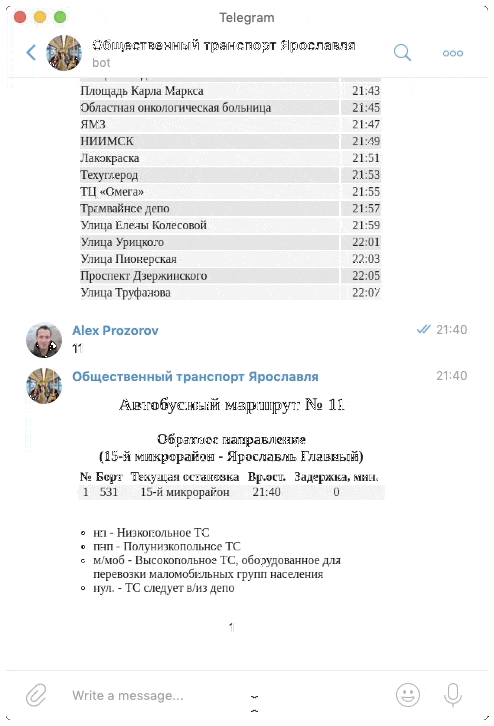 Telegram
Общественный транспорт Ярославля
bot
Площадь Карла Маркса 21:43
Областная онкологическая больница 21:45
ЯМЗ 21:47
НИИМСК 21:49
Лакокраска 21:51
Техуглерод 21:53
ТЦ «Омега» 21:55
Трамвайное депо 21:57
Улица Елены Колесовой 21:59
Улица Урицкого 22:01
Улица Пионерская 22:03
Проспект Дзержинского 22:05
Улица Труфанова 22:07
Alex Prozorov 21:40
11
Общественный транспорт Ярославля 21:40
Автобусный маршрут № 11
Обратное направление
(15-й микрорайон - Ярославль Главный)
№ Борт Текущая остановка Вр.ост. Задержка, мин.
1 531 15-й микрорайон 21:40 0
нп - Низкопольное ТС
пнп - Полунизкопольное ТС
м/моб - Высокопольное ТС, оборудованное для
перевозки маломобильных групп населения
нул. - ТС следует в/из депо
1
Write a message...